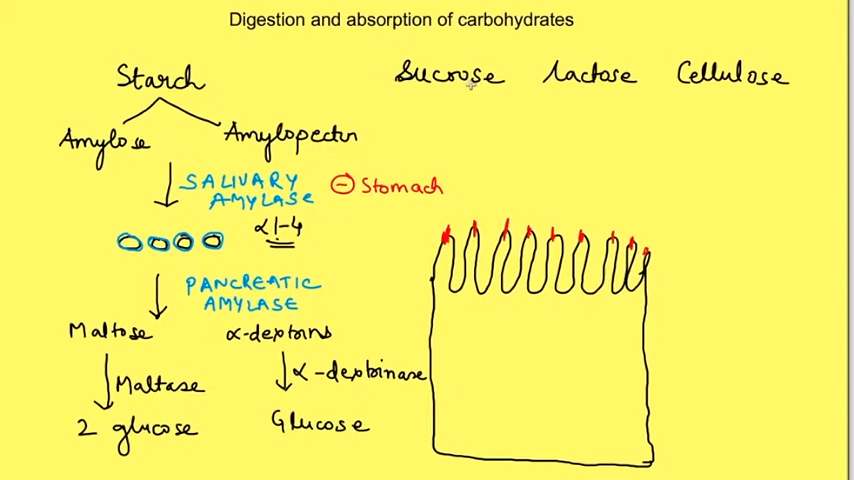 Digestion and absorption of carbohydrates
Starch
Sucrose Lactose Cellulose
Amylose Amylopectin
SALIVARY
AMYLASE
⊖ Stomach
α 1-4
PANCREATIC
AMYLASE
Maltose α-dextrins
Maltase α-dextrinase
2 glucose Glucose